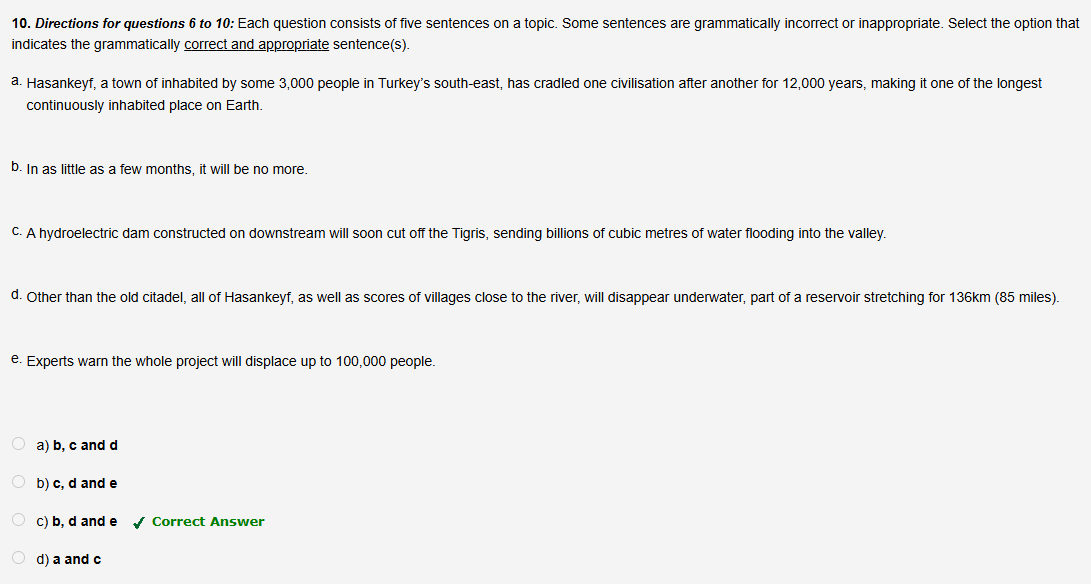 10. Directions for questions 6 to 10: Each question consists of five sentences on a topic. Some sentences are grammatically incorrect or inappropriate. Select the option that
indicates the grammatically correct and appropriate sentence(s).
a. Hasankeyf, a town of inhabited by some 3,000 people in Turkey's south-east, has cradled one civilisation after another for 12,000 years, making it one of the longest
continuously inhabited place on Earth.
b. In as little as a few months, it will be no more.
c. A hydroelectric dam constructed on downstream will soon cut off the Tigris, sending billions of cubic metres of water flooding into the valley.
d. Other than the old citadel, all of Hasankeyf, as well as scores of villages close to the river, will disappear underwater, part of a reservoir stretching for 136km (85 miles).
e. Experts warn the whole project will displace up to 100,000 people.
a) b, c and d
b) c, d and e
c) b, d and e ✓ Correct Answer
d) a and c